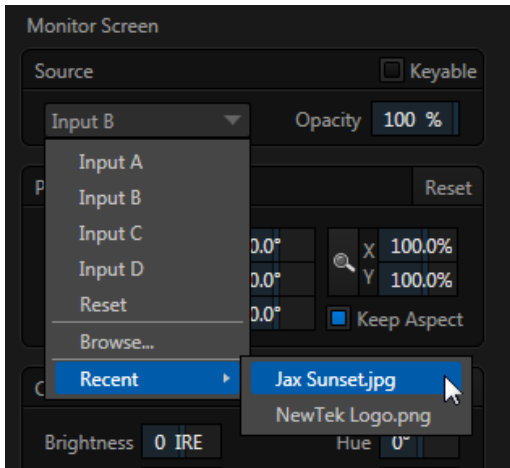 Monitor Screen
Source Keyable
Input B Opacity 100 %
Input A
P Reset
Input B
Input C 0.0° X 100.0%
Input D 0.0° Y 100.0%
Reset 0.0° Keep Aspect
Browse...
Recent Jax Sunset.jpg
C
NewTek Logo.png
Brightness 0 IRE Hue 0°